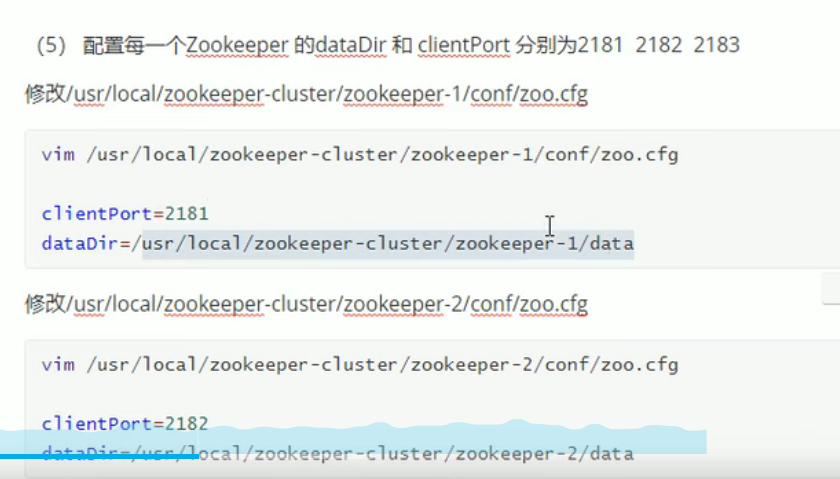 (5) 配置每一个Zookeeper 的dataDir 和 clientPort 分别为2181 2182 2183
修改/usr/local/zookeeper-cluster/zookeeper-1/conf/zoo.cfg
vim /usr/local/zookeeper-cluster/zookeeper-1/conf/zoo.cfg
clientPort=2181
dataDir=/usr/local/zookeeper-cluster/zookeeper-1/data
修改/usr/local/zookeeper-cluster/zookeeper-2/conf/zoo.cfg
vim /usr/local/zookeeper-cluster/zookeeper-2/conf/zoo.cfg
clientPort=2182
dataDir=/usr/local/zookeeper-cluster/zookeeper-2/data